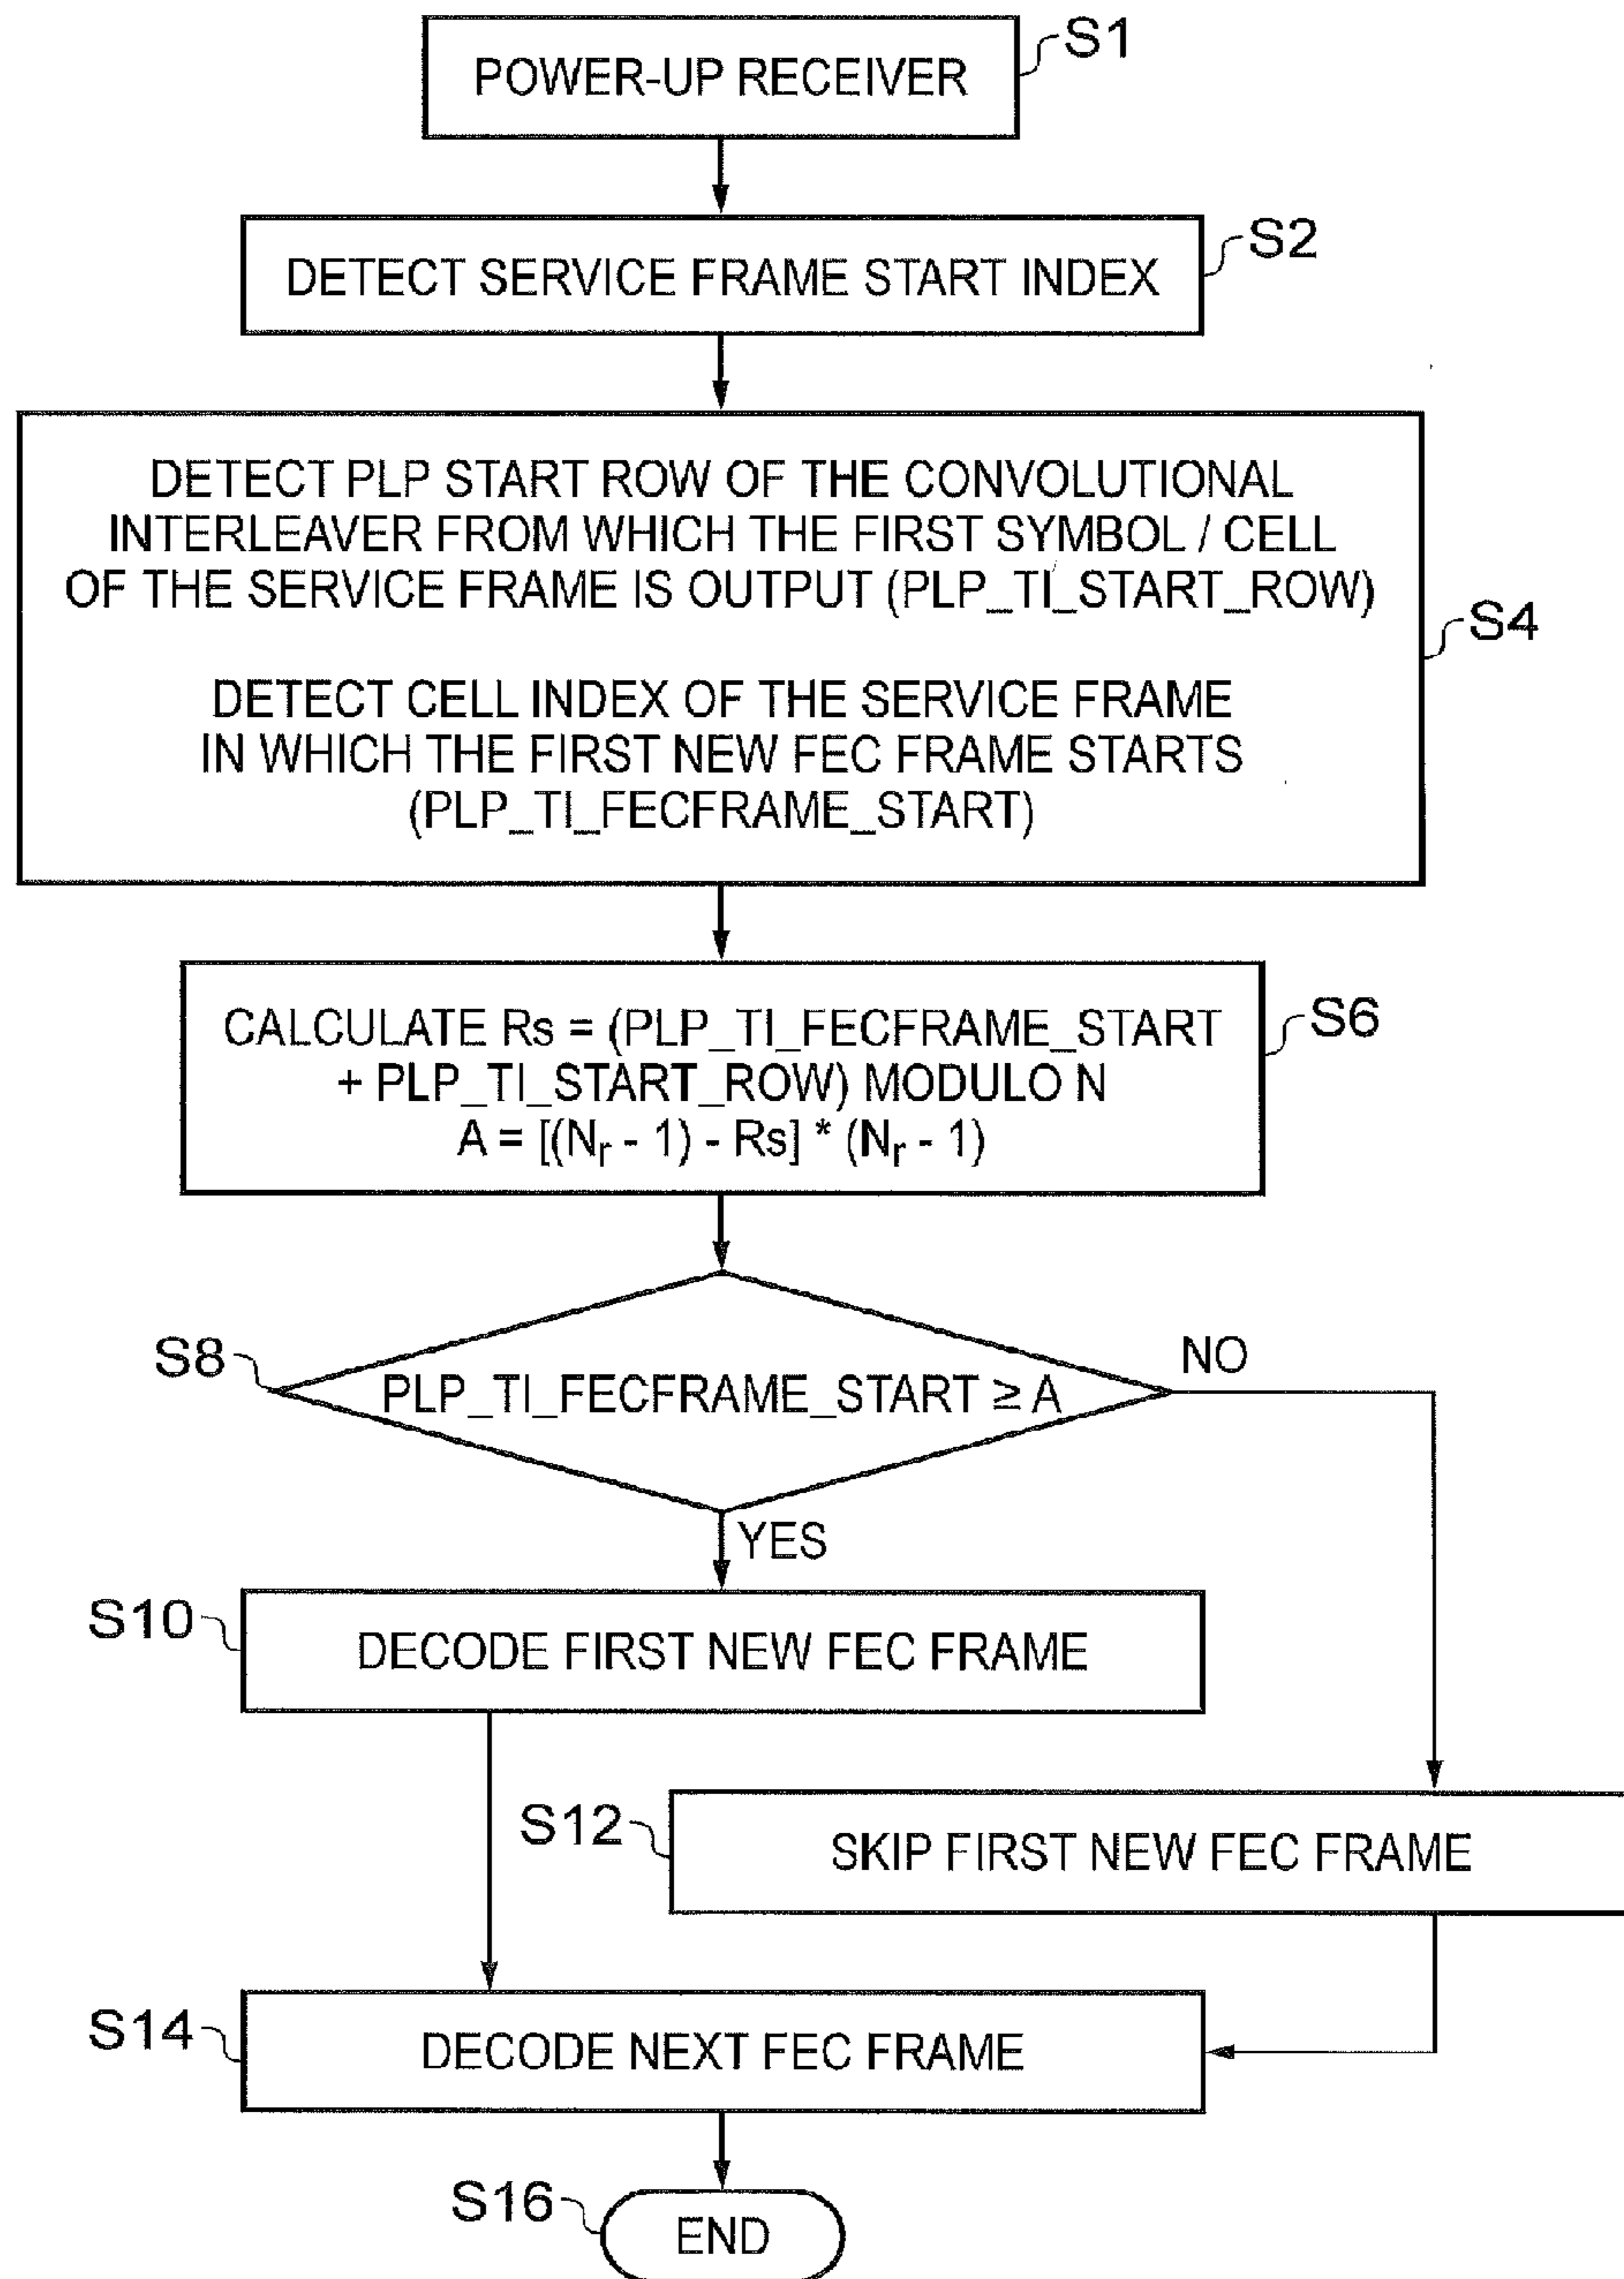 POWER-UP RECEIVER
S1
DETECT SERVICE FRAME START INDEX
S2
DETECT PLP START ROW OF THE CONVOLUTIONAL
INTERLEAVER FROM WHICH THE FIRST SYMBOL / CELL
OF THE SERVICE FRAME IS OUTPUT (PLP_TI_START_ROW)
DETECT CELL INDEX OF THE SERVICE FRAME
IN WHICH THE FIRST NEW FEC FRAME STARTS
(PLP_TI_FECFRAME_START)
S4
CALCULATE Rs = (PLP_TI_FECFRAME_START
+ PLP_TI_START_ROW) MODULO N
A = [(Nr - 1) - Rs] * (Nr - 1)
S6
S8
PLP_TI_FECFRAME_START ≥ A
NO
YES
S10
DECODE FIRST NEW FEC FRAME
S12
SKIP FIRST NEW FEC FRAME
S14
DECODE NEXT FEC FRAME
S16
END